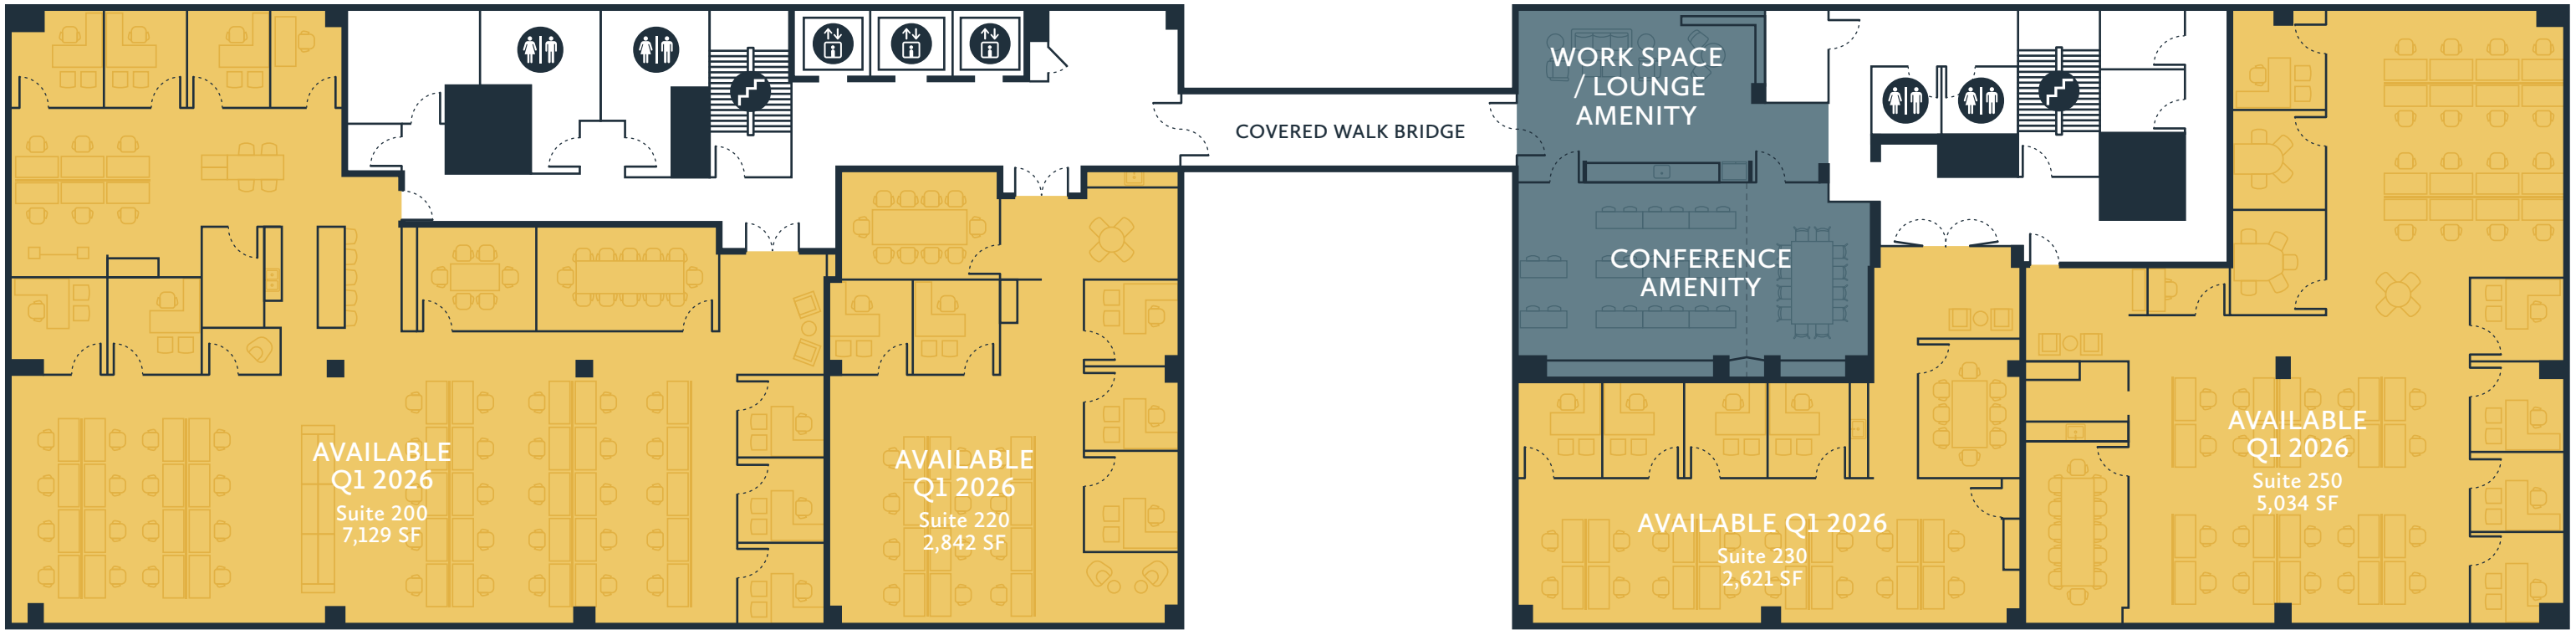 WORK SPACE
/ LOUNGE
AMENITY
COVERED WALK BRIDGE
CONFERENCE
AMENITY
AVAILABLE
Q1 2026
Suite 200
7,129 SF
AVAILABLE
Q1 2026
Suite 220
2,842 SF
AVAILABLE Q1 2026
Suite 230
2,621 SF
AVAILABLE
Q1 2026
Suite 250
5,034 SF